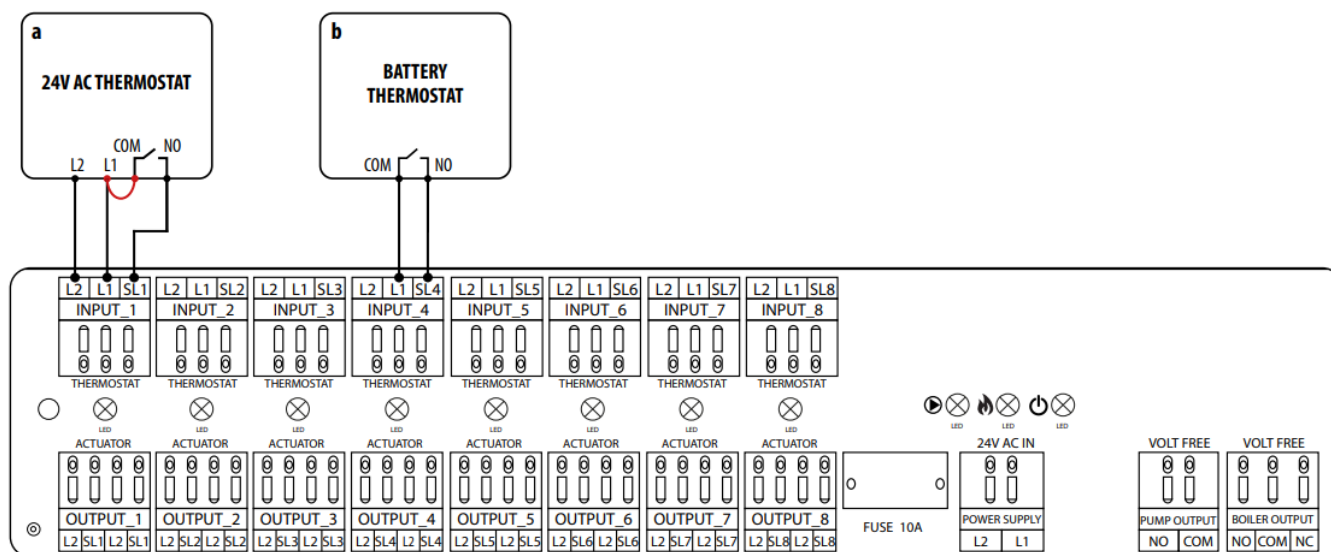 a
24V AC THERMOSTAT
COM NO
L2 L1
b
BATTERY
THERMOSTAT
COM NO
L2 L1 SL1 L2 L1 SL2 L2 L1 SL3 L2 L1 SL4 L2 L1 SL5 L2 L1 SL6 L2 L1 SL7 L2 L1 SL8
INPUT_1 INPUT_2 INPUT_3 INPUT_4 INPUT_5 INPUT_6 INPUT_7 INPUT_8
THERMOSTAT THERMOSTAT THERMOSTAT THERMOSTAT THERMOSTAT THERMOSTAT THERMOSTAT THERMOSTAT
LED LED LED LED LED LED LED LED LED LED LED
ACTUATOR ACTUATOR ACTUATOR ACTUATOR ACTUATOR ACTUATOR ACTUATOR ACTUATOR 24V AC IN VOLT FREE VOLT FREE
OUTPUT_1 OUTPUT_2 OUTPUT_3 OUTPUT_4 OUTPUT_5 OUTPUT_6 OUTPUT_7 OUTPUT_8 FUSE 10A POWER SUPPLY PUMP OUTPUT BOILER OUTPUT
L2 SL1 L2 SL1 L2 SL2 L2 SL2 L2 SL3 L2 SL3 L2 SL4 L2 SL4 L2 SL5 L2 SL5 L2 SL6 L2 SL6 L2 SL7 L2 SL7 L2 SL8 L2 SL8 L2 L1 NO COM NO COM NC